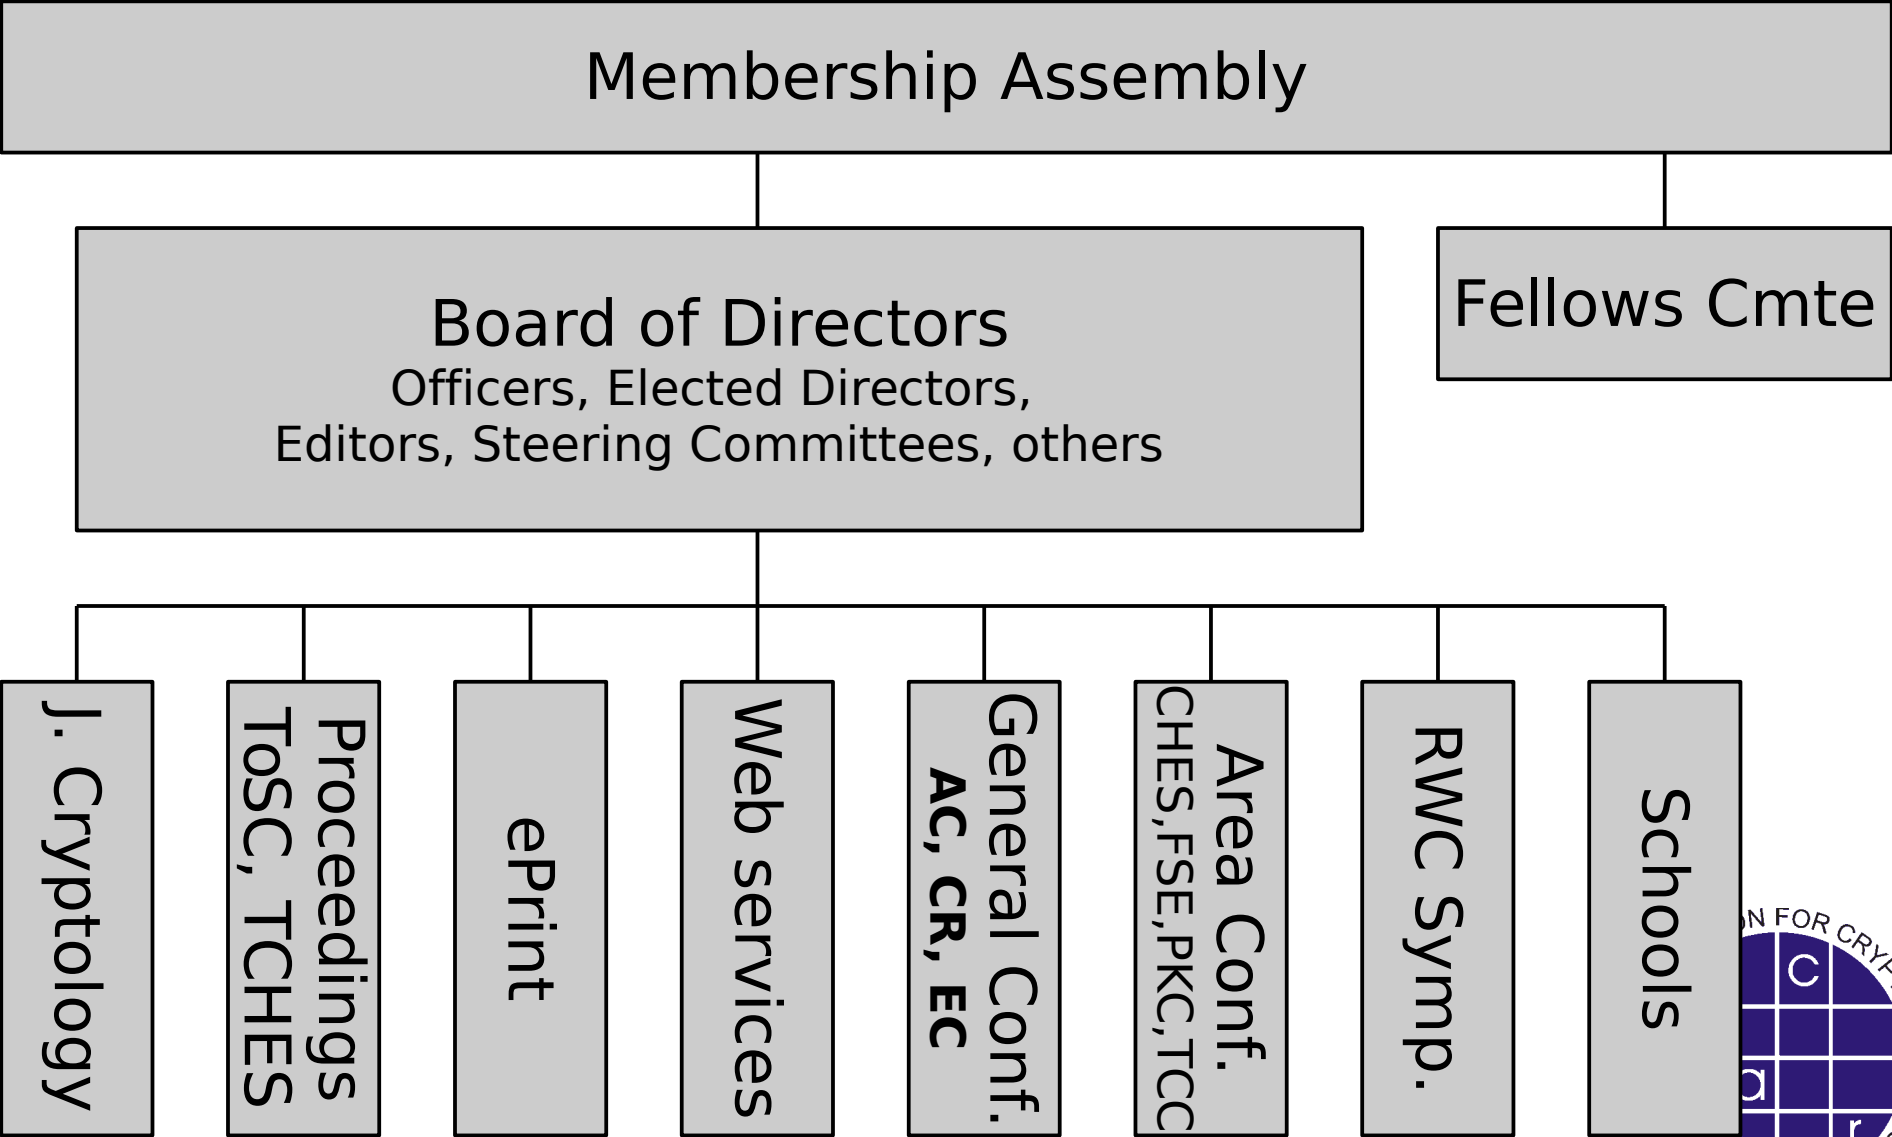 Membership Assembly
Board of Directors
Officers, Elected Directors,
Editors, Steering Committees, others
Fellows Cmte
J. Cryptology
Proceedings
ToSC, TCHES
ePrint
Web services
General Conf.
AC, CR, EC
Area Conf.
CHES,FSE,PKC,TCC
RWC Symp.
Schools
FOR
C
a
r